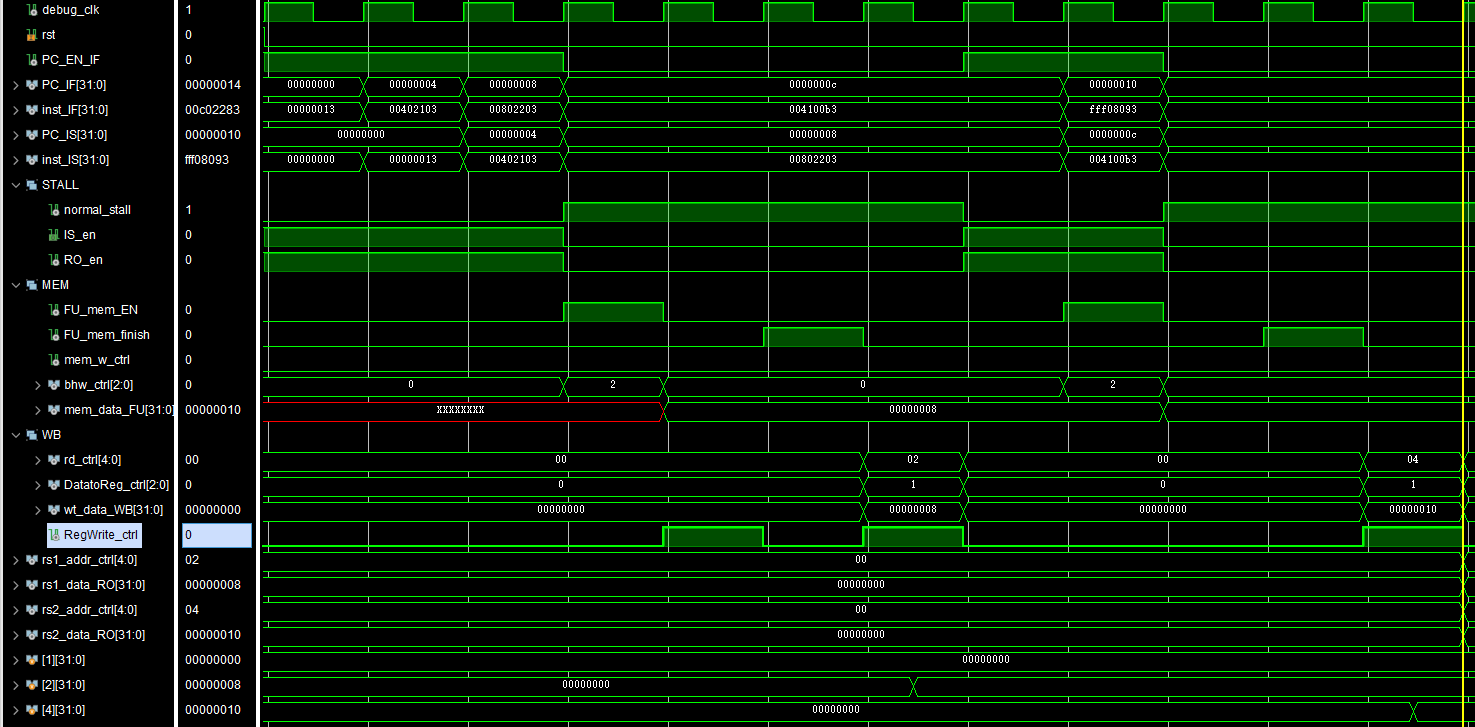 debug_clk 1
rst 0
PC_EN_IF 0
PC_IF[31:0] 00000014 00000000 00000004 00000008 0000000c 00000010
inst_IF[31:0] 00c02283 00000013 00402103 00802203 004100b3 fff08093
PC_IS[31:0] 00000010 00000000 00000004 00000008 0000000c
inst_IS[31:0] fff08093 00000000 00000013 00402103 00802203 004100b3
STALL
normal_stall 1
IS_en 0
RO_en 0
MEM
FU_mem_EN 0
FU_mem_finish 0
mem_w_ctrl 0
bhw_ctrl[2:0] 0 0 2 0 2
mem_data_FU[31:0] 00000010 XXXXXXXX 00000008
WB
rd_ctrl[4:0] 00 00 02 00 04
DatatoReg_ctrl[2:0] 0 0 1 0 1
wt_data_WB[31:0] 00000000 00000000 00000008 00000000 00000010
RegWrite_ctrl 0
rs1_addr_ctrl[4:0] 02 00
rs1_data_RO[31:0] 00000008 00000000
rs2_addr_ctrl[4:0] 04 00
rs2_data_RO[31:0] 00000010 00000000
[1][31:0] 00000000 00000000
[2][31:0] 00000008 00000000
[4][31:0] 00000010 00000000